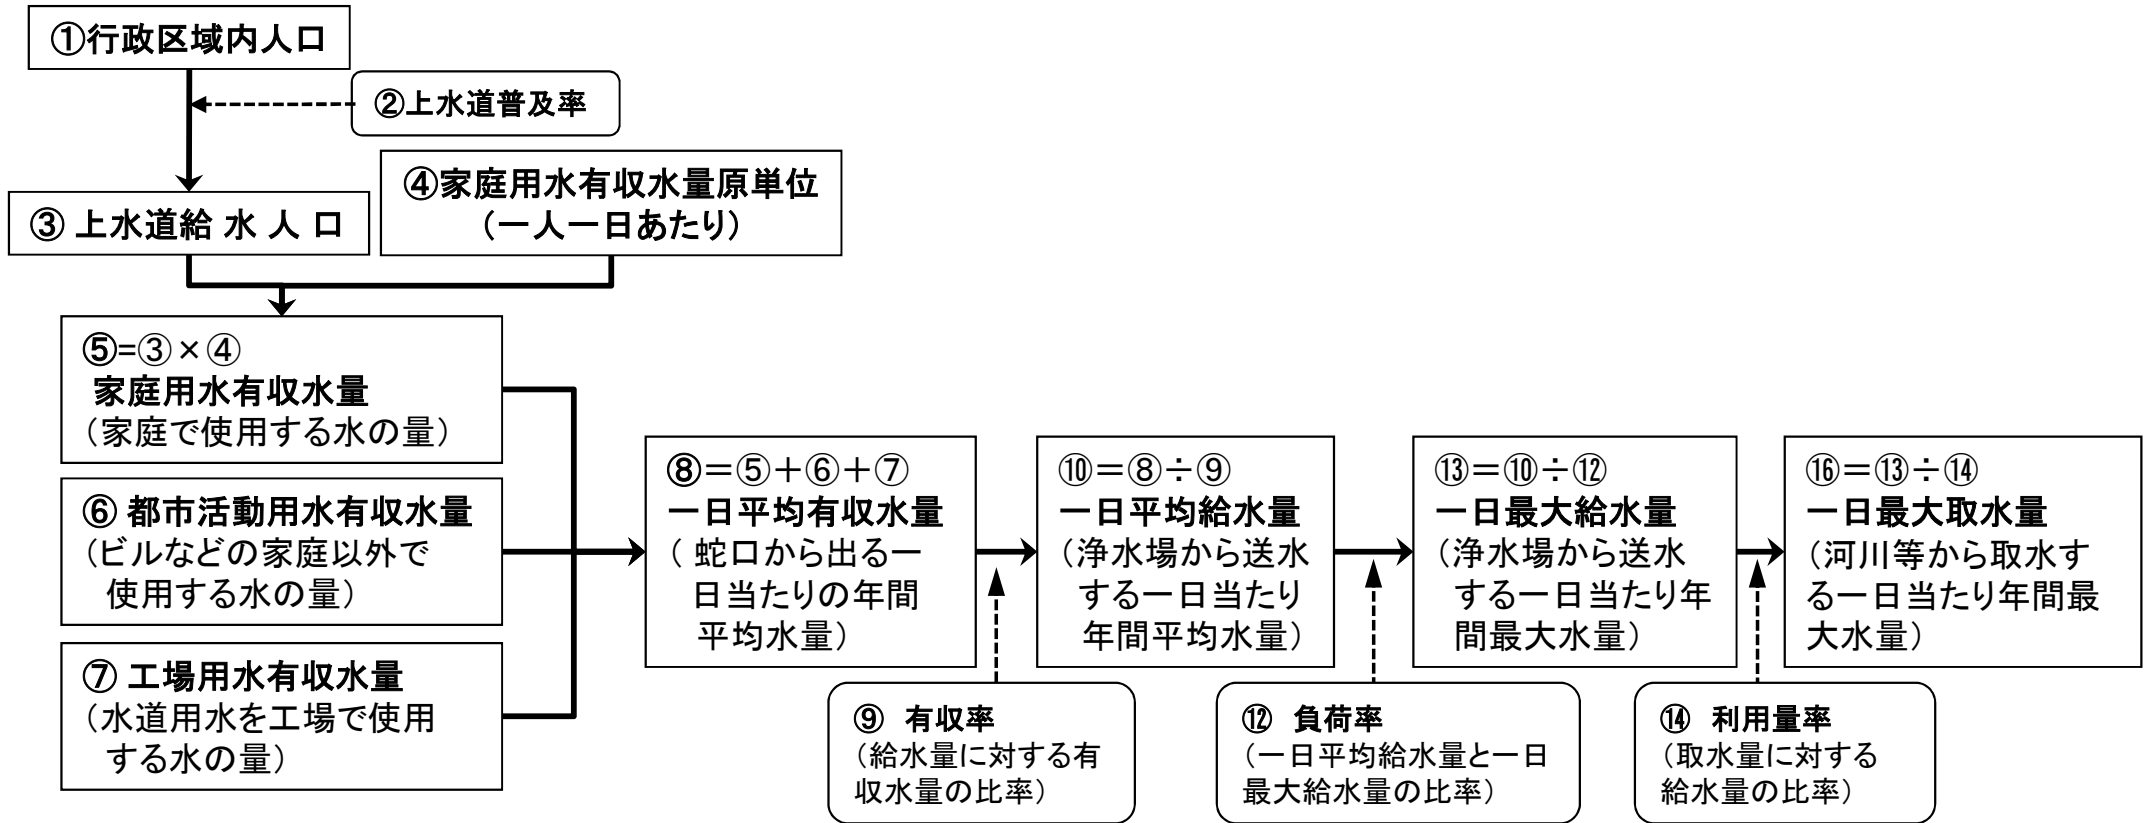 ①行政区域内人口
②上水道普及率
③ 上水道給 水 人 口
④家庭用水有収水量原単位
（一人一日あたり）
⑤=③×④
家庭用水有収水量
（家庭で使用する水の量）
⑥ 都市活動用水有収水量
（ビルなどの家庭以外で
使用する水の量）
⑦ 工場用水有収水量
（水道用水を工場で使用
する水の量）
⑧＝⑤＋⑥＋⑦
一日平均有収水量
（ 蛇口から出る一
日当たりの年間
平均水量）
⑨ 有収率
（給水量に対する有
収水量の比率）
⑩＝⑧÷⑨
一日平均給水量
（浄水場から送水
する一日当たり
年間平均水量）
⑫ 負荷率
（一日平均給水量と一日
最大給水量の比率）
⑬＝⑩÷⑫
一日最大給水量
（浄水場から送水
する一日当たり年
間最大水量）
⑭ 利用量率
（取水量に対する
給水量の比率）
⑯＝⑬÷⑭
一日最大取水量
（河川等から取水す
る一日当たり年間最
大水量）